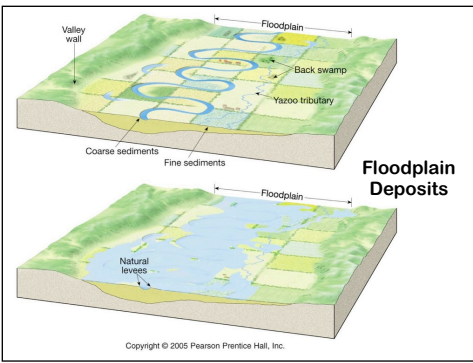 Floodplain
Valley
wall
Back swamp
Yazoo tributary
Coarse sediments
Fine sediments
Floodplain
Deposits
Floodplain
Natural
levees
Copyright © 2005 Pearson Prentice Hall, Inc.